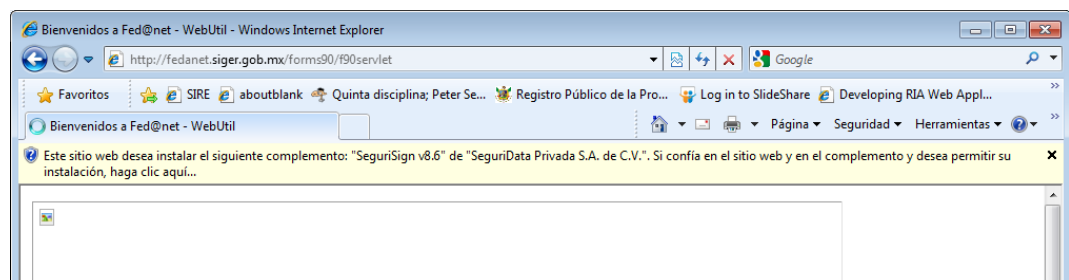 Bienvenidos a Fed@net - WebUtil - Windows Internet Explorer
http://fedanet.siger.gob.mx/forms90/f90servlet Google
Favoritos SIRE aboutblank Quinta disciplina; Peter Se... Registro Público de la Pro... Log in to SlideShare Developing RIA Web Appl... »
Bienvenidos a Fed@net - WebUtil Página Seguridad Herramientas »
Este sitio web desea instalar el siguiente complemento: "SeguriSign v8.6" de "SeguriData Privada S.A. de C.V.". Si confía en el sitio web y en el complemento y desea permitir su
instalación, haga clic aquí...